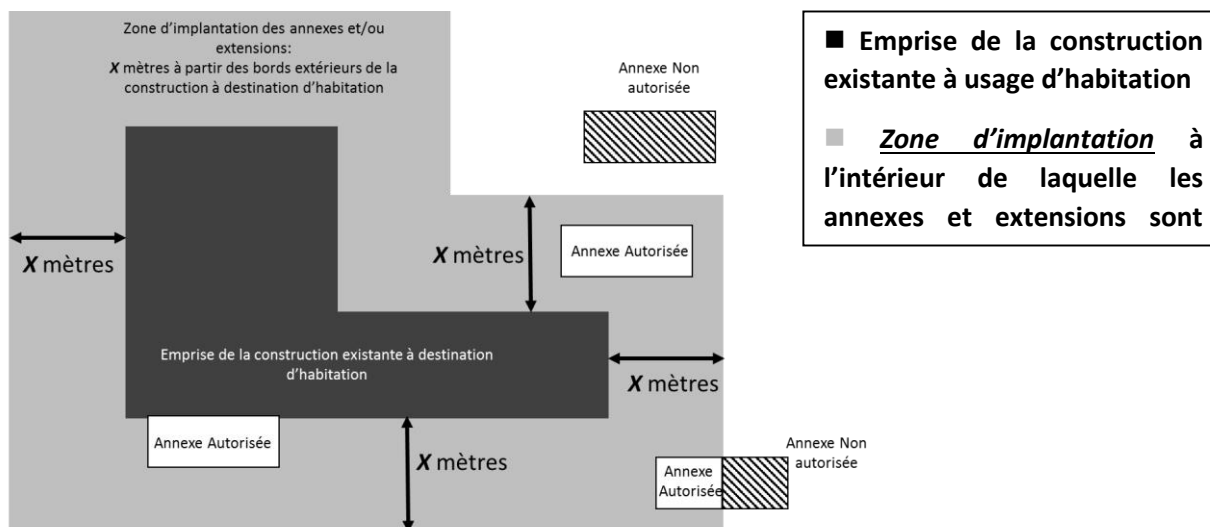 Zone d'implantation des annexes et/ou
extensions:
X mètres à partir des bords extérieurs de la
construction à destination d'habitation
Annexe Non
autorisée
X mètres
X mètres
Annexe Autorisée
Emprise de la construction existante à destination
d'habitation
X mètres
Annexe Autorisée
X mètres
Annexe
Autorisée
Annexe Non
autorisée
■ Emprise de la construction
existante à usage d'habitation
■ Zone d'implantation à
l'intérieur de laquelle les
annexes et extensions sont